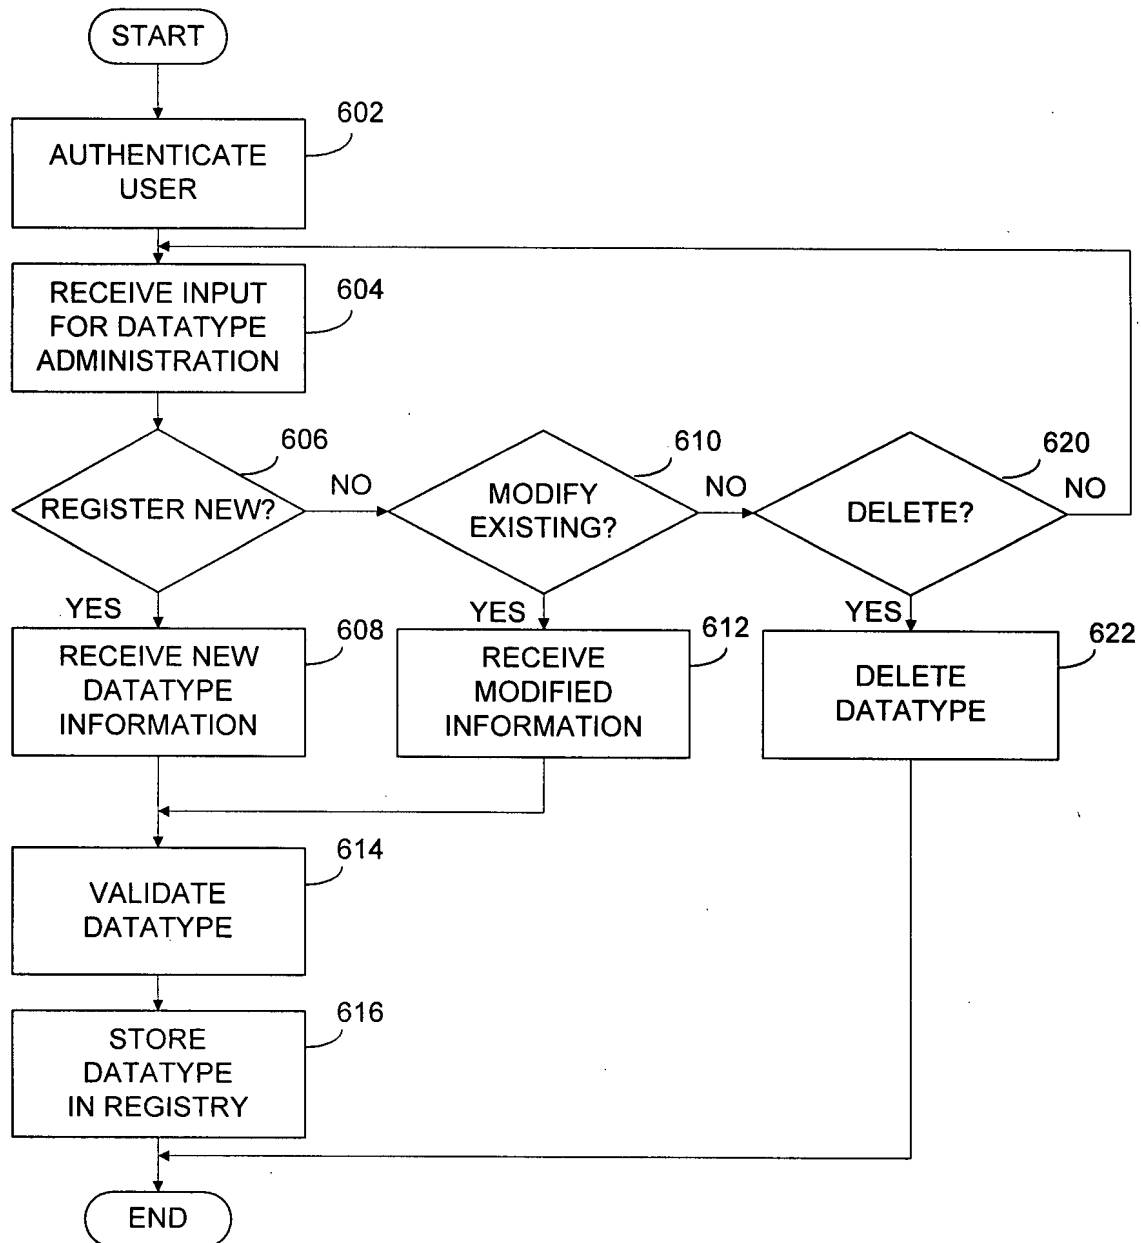 START
602
AUTHENTICATE
USER
604
RECEIVE INPUT
FOR DATATYPE
ADMINISTRATION
606
REGISTER NEW?
NO
610
MODIFY
EXISTING?
NO
620
DELETE?
NO
YES
608
RECEIVE NEW
DATATYPE
INFORMATION
YES
612
RECEIVE
MODIFIED
INFORMATION
YES
622
DELETE
DATATYPE
614
VALIDATE
DATATYPE
616
STORE
DATATYPE
IN REGISTRY
END